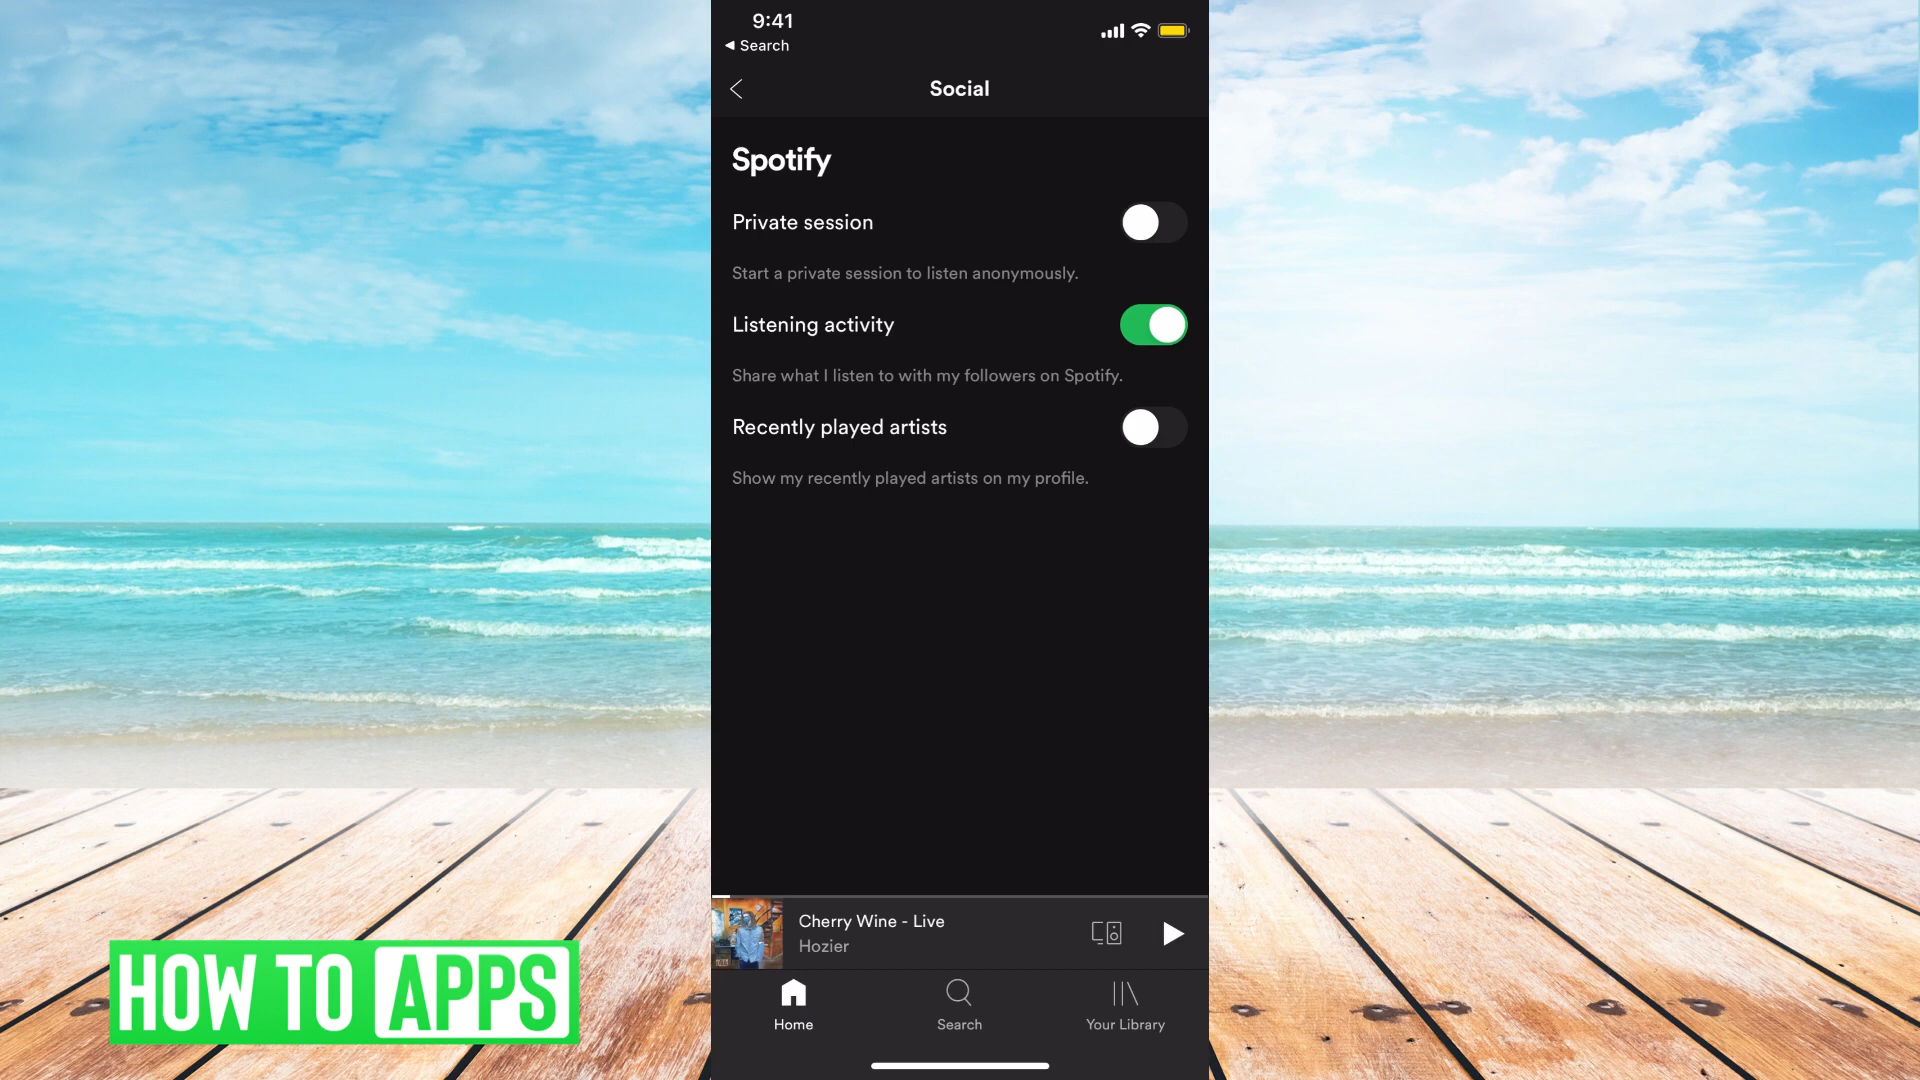 9:41
◀ Search
Social
Spotify
Private session
Start a private session to listen anonymously.
Listening activity
Share what I listen to with my followers on Spotify.
Recently played artists
Show my recently played artists on my profile.
Cherry Wine - Live
Hozier
Home
Search
Your Library
HOW TO APPS